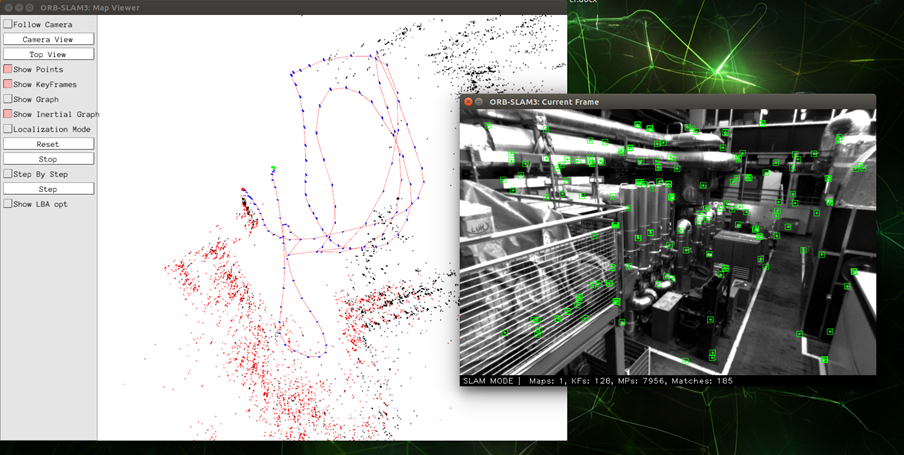 ORB-SLAM3: Map Viewer
Follow Camera
Camera View
Top View
Show Points
Show KeyFrames
Show Graph
Show Inertial Graph
Localization Mode
Reset
Stop
Step By Step
Step
Show LBA opt
ORB-SLAM3: Current Frame
SLAM MODE | Maps: 1, KFs: 128, MPs: 7956, Matches: 185